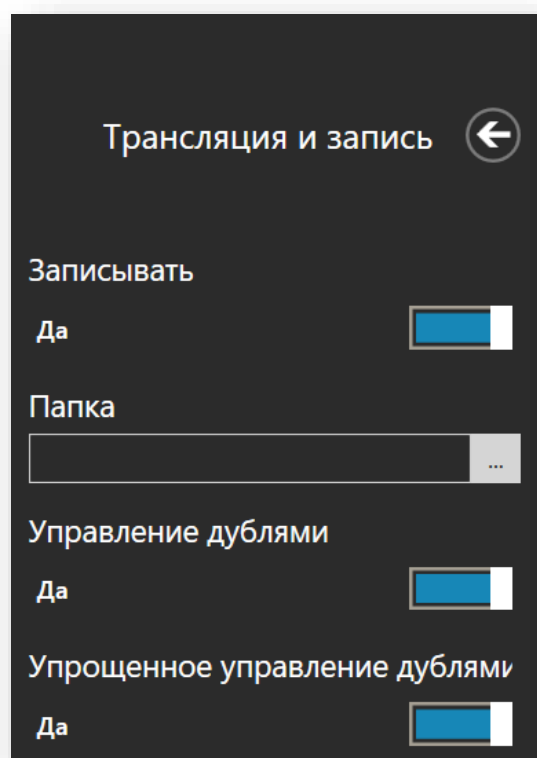 Трансляция и запись
Записывать
Да
Папка
...
Управление дублями
Да
Упрощенное управление дублями
Да